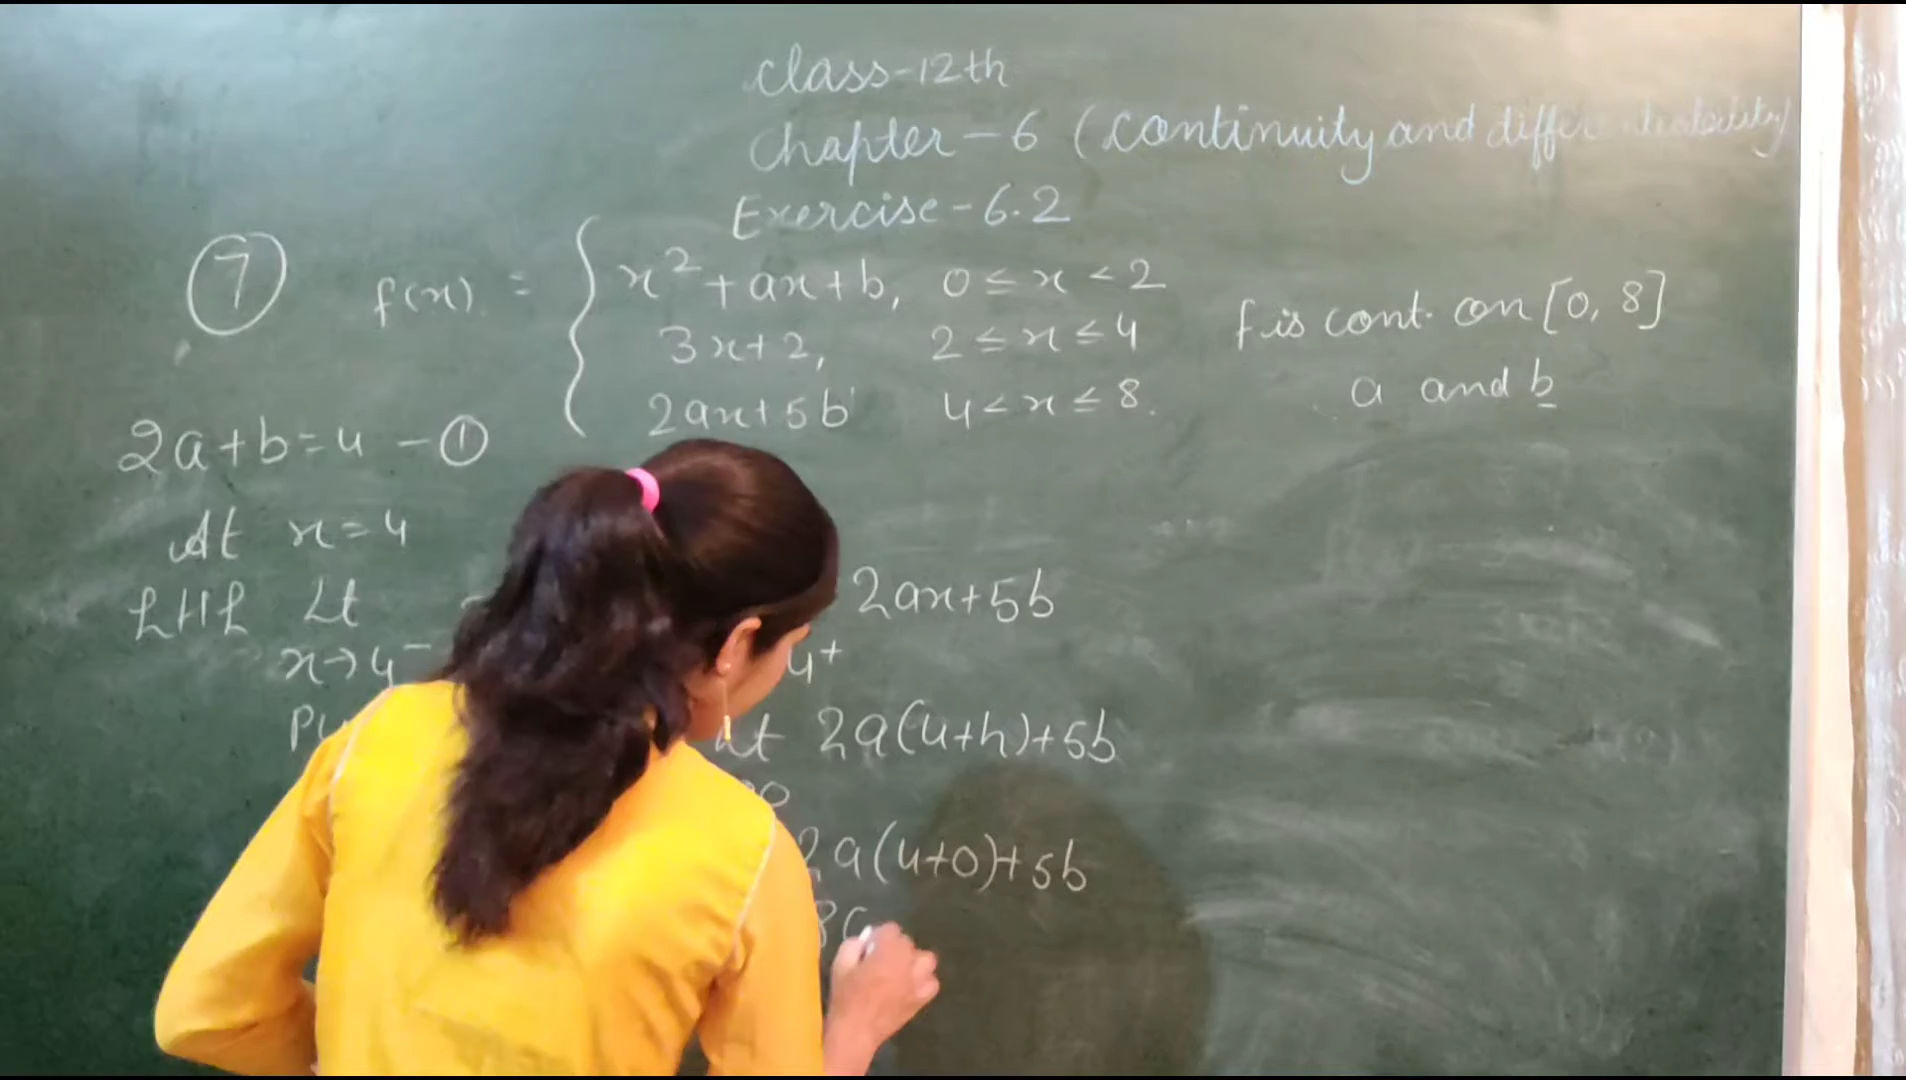 class-12th
Chapter-6 (Continuity and
Exercise-6.2
7 f(x) = { x²+ax+b, 0≤x<2
3x+2, 2≤x≤4
2ax+5b 4<x≤8.
f is cont. on [0, 8]
a and b
2a+b=4 -①
At x=4
LHL Lt
x→4⁻
2ax+5b
4⁺
Lt 2a(4+h)+5b
2a(4+0)+5b
8a